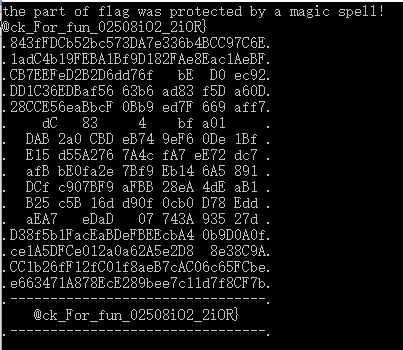 the part of flag was protected by a magic spell!
@ck_For_fun_02508iO2_2iOR}
.843fFDCb52bc573DA7e336b4BCC97C6E.
.1adC4b19FEBA1Bf9D182FAe8Eac1AeBF.
.CB7EEFeD2B2D6dd76f  bE  D0 ec92.
.DD1C36EDBaf56 63b6 ad83 f5D a60D.
.28CCE56eaBbcF 0Bb9 ed7F 669 aff7.
.    dC   83     4   bf a01     .
.  DAB 2a0 CBD eB74 9eF6 0De 1Bf .
.  E15 d55A276 7A4c fA7 eE72 dc7 .
.  afB bE0fa2e 7Bf9 Eb14 6A5 891 .
.  DCf c907BF9 aFBB 28eA 4dE aB1 .
.  B25 c5B 16d d90f 0cb0 D78 Edd .
.  aEA7   eDaD   07 743A 935 27d .
.D38f5b1FacEaBDeFBEEcbA4 0b9D0A0f.
.ce1A5DFCe012a0a62A5e2D8  8e38C9A.
.CC1b26fF12fC01f8aeB7cAC06c65FCbe.
.e663471A878EcE289bee7c11d7f8CF7b.
.--------------------------------.
    @ck_For_fun_02508iO2_2iOR}
.--------------------------------.